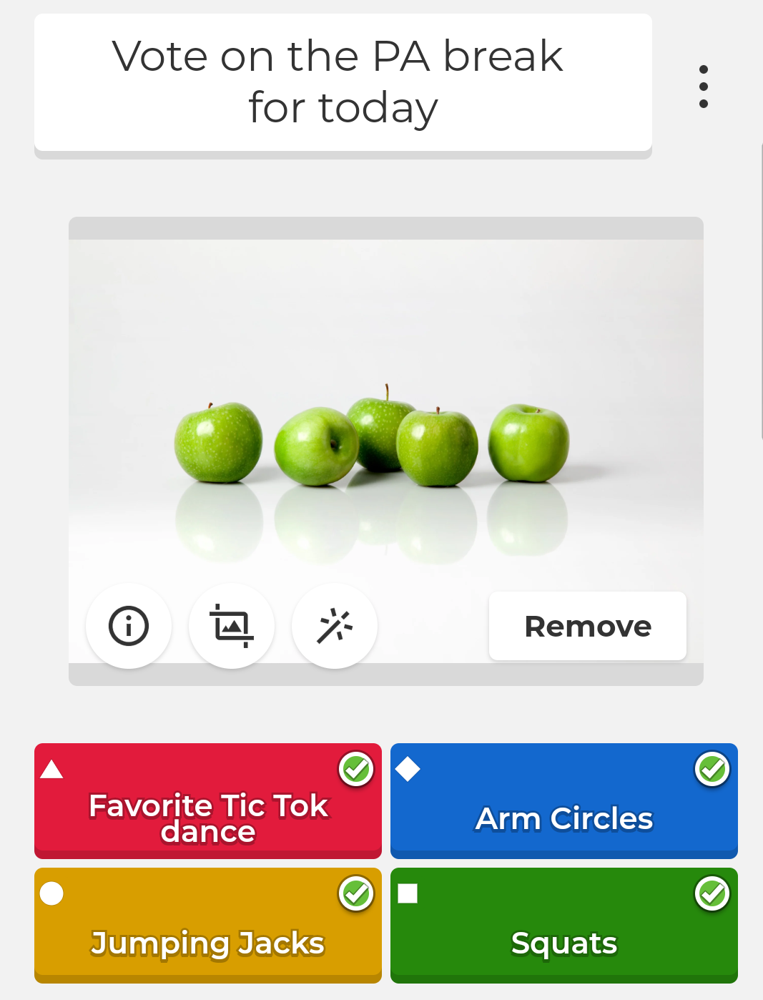 Vote on the PA break
for today
Remove
Favorite Tic Tok
dance
Arm Circles
Jumping Jacks
Squats